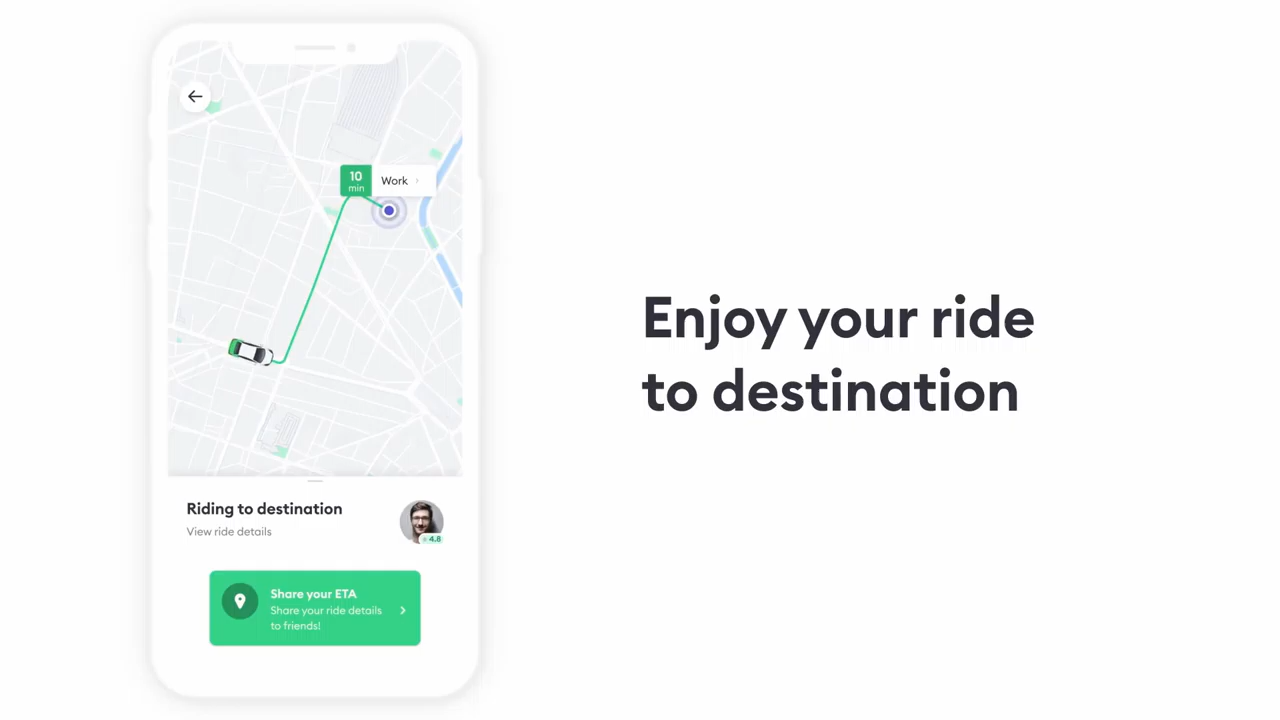 10
min
Work
Enjoy your ride
to destination
Riding to destination
View ride details
4.8
Share your ETA
Share your ride details
to friends!